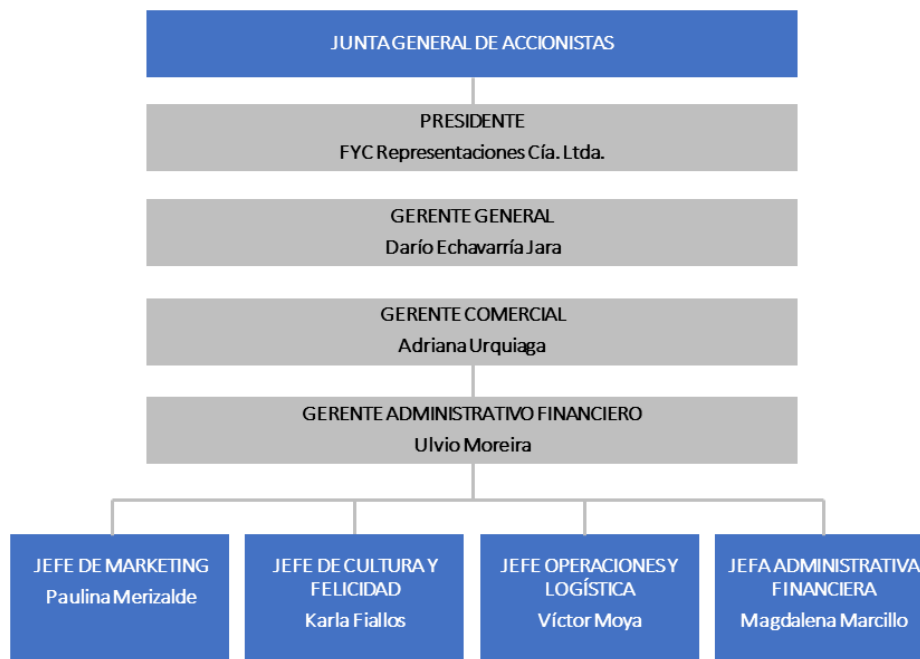 JUNTA GENERAL DE ACCIONISTAS
PRESIDENTE
FYC Representaciones Cía. Ltda.
GERENTE GENERAL
Darío Echavarría Jara
GERENTE COMERCIAL
Adriana Urquiaga
GERENTE ADMINISTRATIVO FINANCIERO
Ulvio Moreira
JEFE DE MARKETING
Paulina Merizalde
JEFE DE CULTURA Y
FELICIDAD
Karla Fiallos
JEFE OPERACIONES Y
LOGÍSTICA
Víctor Moya
JEFA ADMINISTRATIVA
FINANCIERA
Magdalena Marcillo